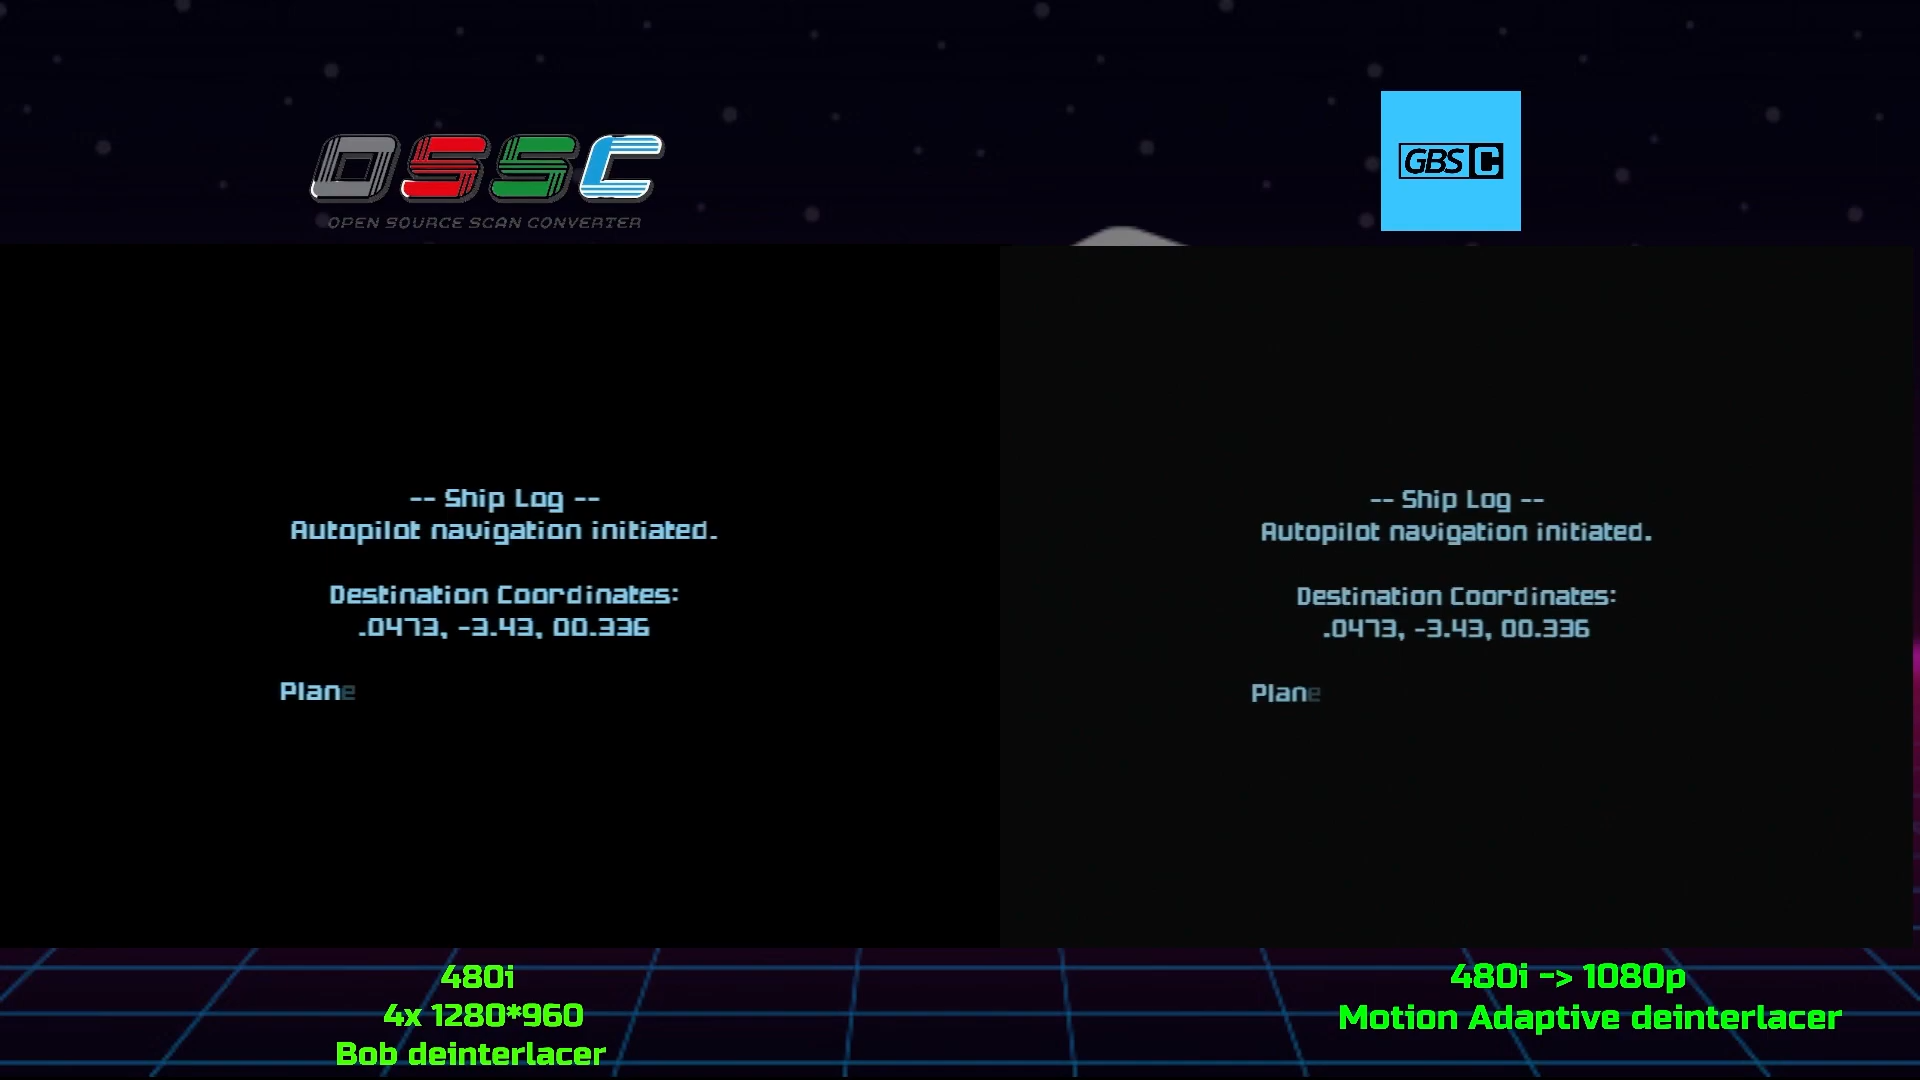 OSSC
OPEN SOURCE SCAN CONVERTER
GBS C
-- Ship Log --
Autopilot navigation initiated.
Destination Coordinates:
.0473, -3.43, 00.336
Plane
-- Ship Log --
Autopilot navigation initiated.
Destination Coordinates:
.0473, -3.43, 00.336
Plane
480i
4x 1280*960
Bob deinterlacer
480i -> 1080p
Motion Adaptive deinterlacer